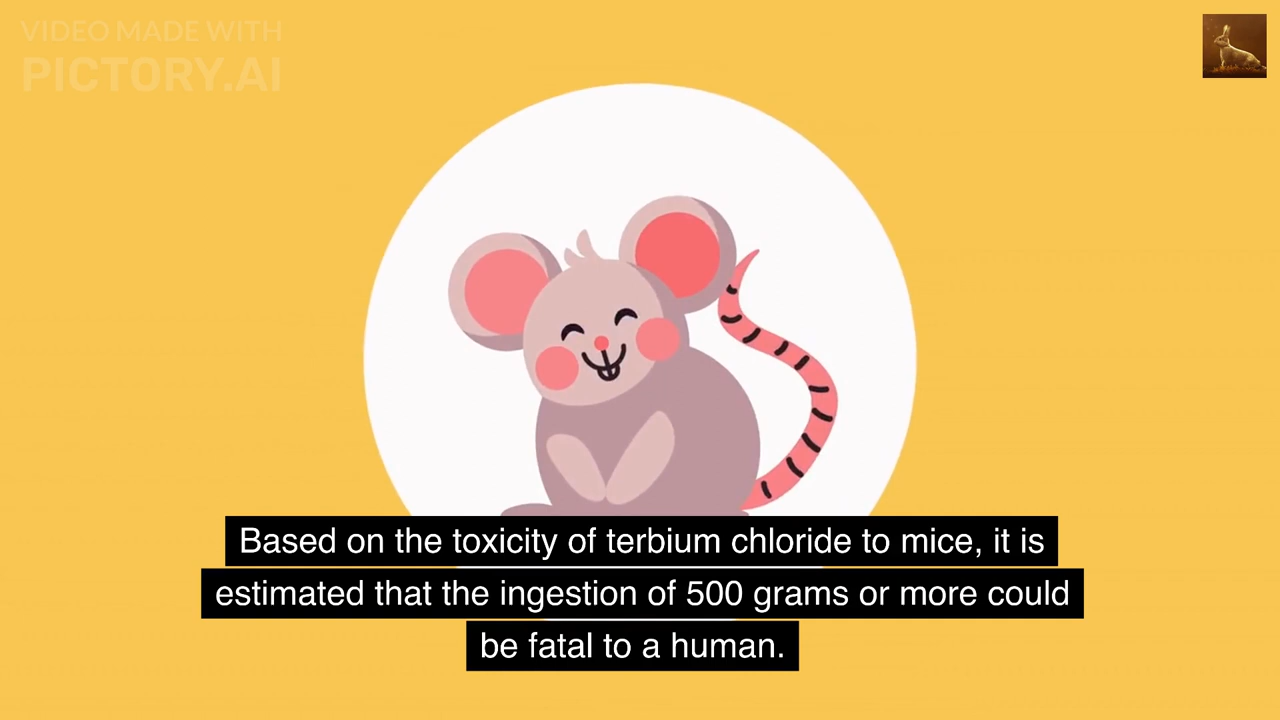 VIDEO MADE WITH
PICTORY.AI
Based on the toxicity of terbium chloride to mice, it is
estimated that the ingestion of 500 grams or more could
be fatal to a human.